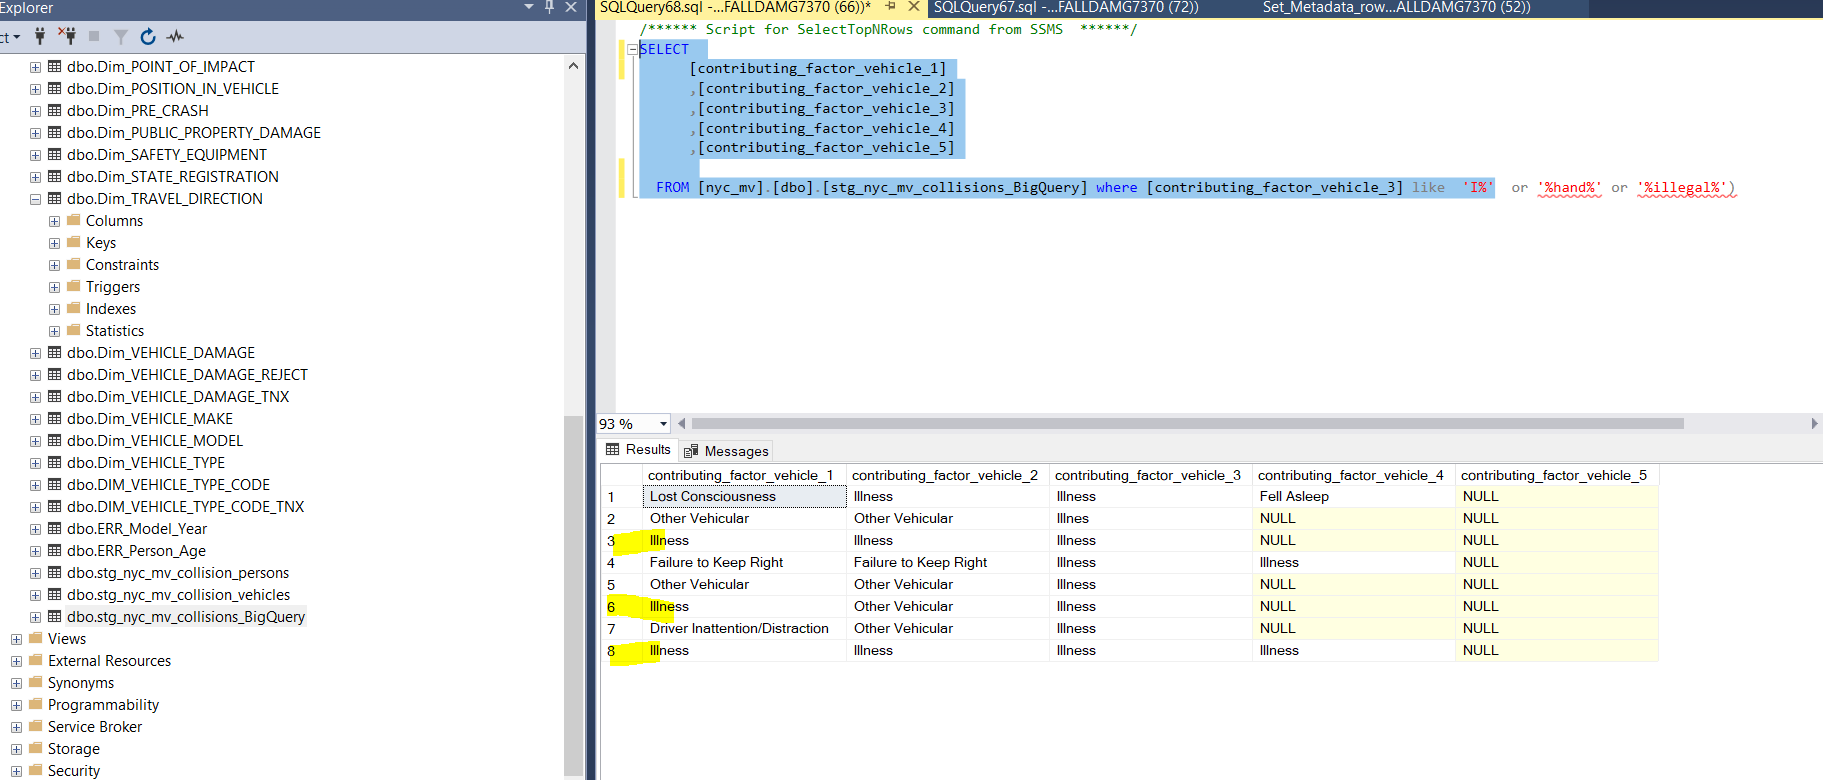 Explorer
ct
dbo.Dim_POINT_OF_IMPACT
dbo.Dim_POSITION_IN_VEHICLE
dbo.Dim_PRE_CRASH
dbo.Dim_PUBLIC_PROPERTY_DAMAGE
dbo.Dim_SAFETY_EQUIPMENT
dbo.Dim_STATE_REGISTRATION
dbo.Dim_TRAVEL_DIRECTION
Columns
Keys
Constraints
Triggers
Indexes
Statistics
dbo.Dim_VEHICLE_DAMAGE
dbo.Dim_VEHICLE_DAMAGE_REJECT
dbo.Dim_VEHICLE_DAMAGE_TNX
dbo.Dim_VEHICLE_MAKE
dbo.Dim_VEHICLE_MODEL
dbo.Dim_VEHICLE_TYPE
dbo.DIM_VEHICLE_TYPE_CODE
dbo.DIM_VEHICLE_TYPE_CODE_TNX
dbo.ERR_Model_Year
dbo.ERR_Person_Age
dbo.stg_nyc_mv_collision_persons
dbo.stg_nyc_mv_collision_vehicles
dbo.stg_nyc_mv_collisions_BigQuery
Views
External Resources
Synonyms
Programmability
Service Broker
Storage
Security
SQLQuery68.sql -...FALLDAMG7370 (66))* SQLQuery67.sql -...FALLDAMG7370 (72)) Set_Metadata_row...ALLDAMG7370 (52))
/****** Script for SelectTopNRows command from SSMS ******/
SELECT
[contributing_factor_vehicle_1]
,[contributing_factor_vehicle_2]
,[contributing_factor_vehicle_3]
,[contributing_factor_vehicle_4]
,[contributing_factor_vehicle_5]
FROM [nyc_mv].[dbo].[stg_nyc_mv_collisions_BigQuery] where [contributing_factor_vehicle_3] like 'I%' or '%hand%' or '%illegal%')
93 %
Results Messages
contributing_factor_vehicle_1 contributing_factor_vehicle_2 contributing_factor_vehicle_3 contributing_factor_vehicle_4 contributing_factor_vehicle_5
1 Lost Consciousness Illness Illness Fell Asleep NULL
2 Other Vehicular Other Vehicular Illnes NULL NULL
3 Illness Illness Illness NULL NULL
4 Failure to Keep Right Failure to Keep Right Illness Illness NULL
5 Other Vehicular Other Vehicular Illness NULL NULL
6 Illness Other Vehicular Illness NULL NULL
7 Driver Inattention/Distraction Other Vehicular Illness NULL NULL
8 Illness Illness Illness Illness NULL